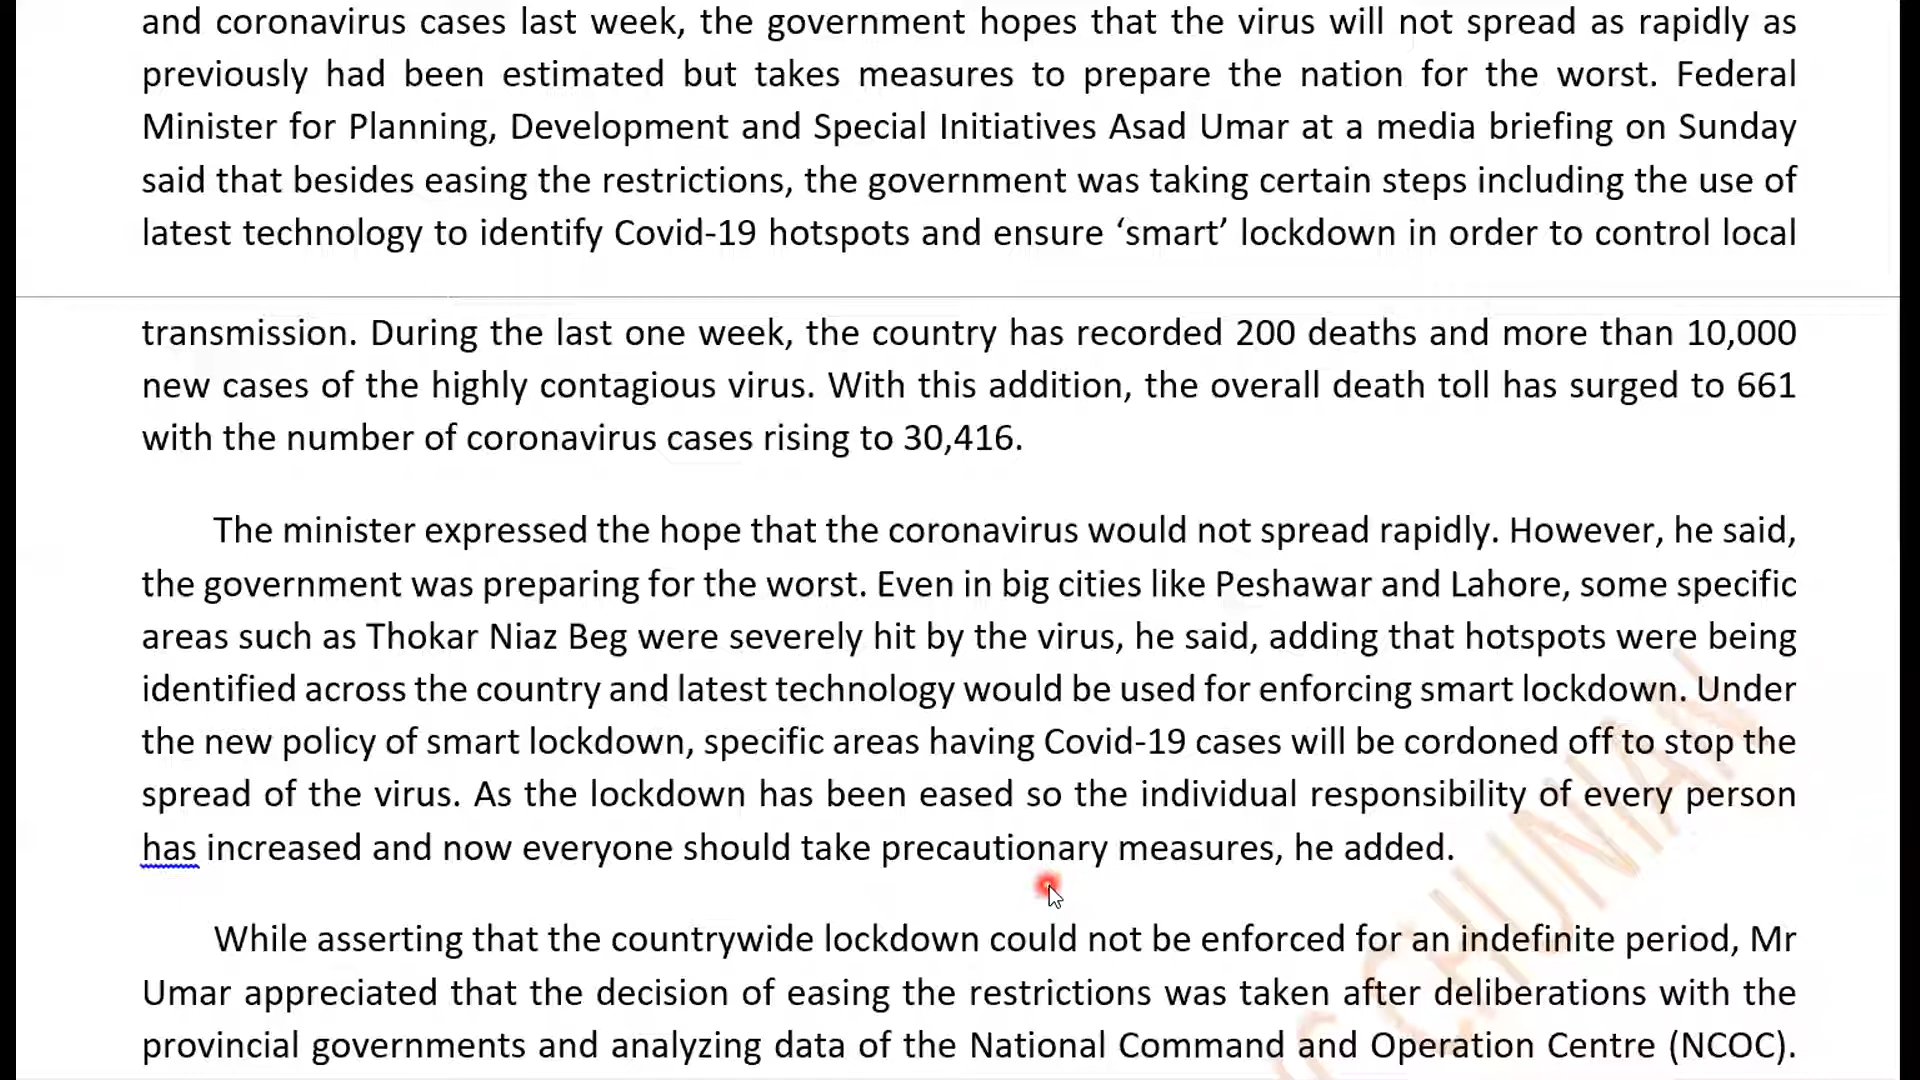 and coronavirus cases last week, the government hopes that the virus will not spread as rapidly as
previously had been estimated but takes measures to prepare the nation for the worst. Federal
Minister for Planning, Development and Special Initiatives Asad Umar at a media briefing on Sunday
said that besides easing the restrictions, the government was taking certain steps including the use of
latest technology to identify Covid-19 hotspots and ensure ‘smart’ lockdown in order to control local
transmission. During the last one week, the country has recorded 200 deaths and more than 10,000
new cases of the highly contagious virus. With this addition, the overall death toll has surged to 661
with the number of coronavirus cases rising to 30,416.
The minister expressed the hope that the coronavirus would not spread rapidly. However, he said,
the government was preparing for the worst. Even in big cities like Peshawar and Lahore, some specific
areas such as Thokar Niaz Beg were severely hit by the virus, he said, adding that hotspots were being
identified across the country and latest technology would be used for enforcing smart lockdown. Under
the new policy of smart lockdown, specific areas having Covid-19 cases will be cordoned off to stop the
spread of the virus. As the lockdown has been eased so the individual responsibility of every person
has increased and now everyone should take precautionary measures, he added.
While asserting that the countrywide lockdown could not be enforced for an indefinite period, Mr
Umar appreciated that the decision of easing the restrictions was taken after deliberations with the
provincial governments and analyzing data of the National Command and Operation Centre (NCOC).
CHUNIAN